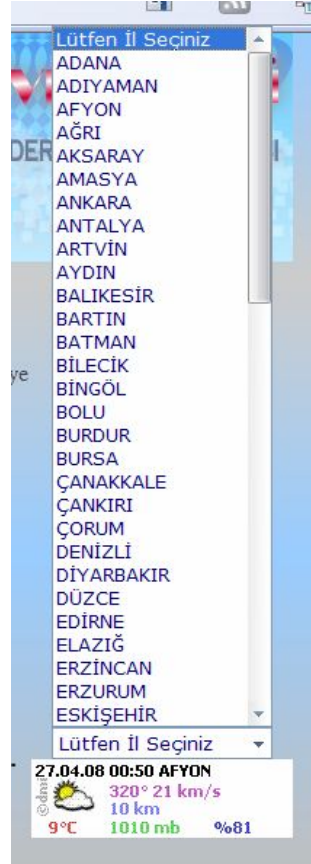 Lütfen İl Seçiniz
ADANA
ADIYAMAN
AFYON
AĞRI
AKSARAY
AMASYA
ANKARA
ANTALYA
ARTVİN
AYDIN
BALIKESİR
BARTIN
BATMAN
BİLECİK
BİNGÖL
BOLU
BURDUR
BURSA
ÇANAKKALE
ÇANKIRI
ÇORUM
DENİZLİ
DİYARBAKIR
DÜZCE
EDİRNE
ELAZIĞ
ERZİNCAN
ERZURUM
ESKİŞEHİR
Lütfen İl Seçiniz
27.04.08 00:50 AFYON
©dmi
320° 21 km/s
10 km
9°C 1010 mb %81